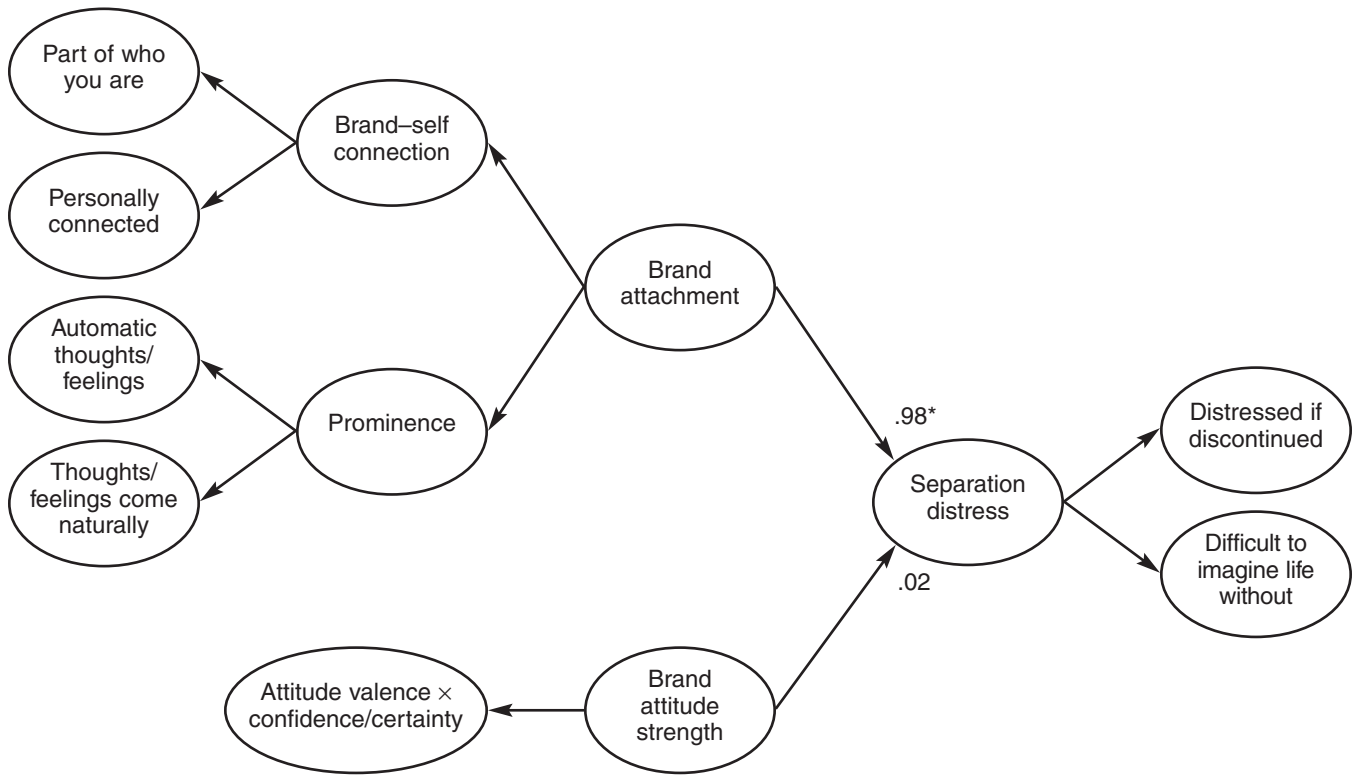 Part of who
you are
Brand–self
connection
Personally
connected
Brand
attachment
Automatic
thoughts/
feelings
Prominence
Thoughts/
feelings come
naturally
.98*
Separation
distress
Distressed if
discontinued
Difficult to
imagine life
without
.02
Attitude valence ×
confidence/certainty
Brand
attitude
strength